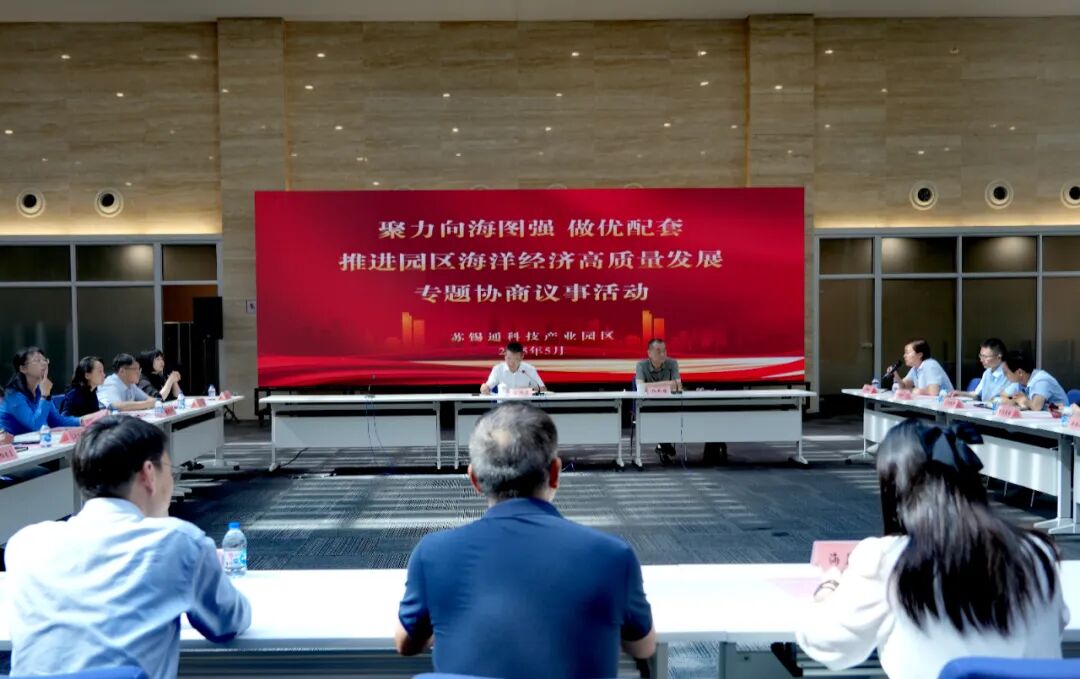 聚力向海图强 做优配套
推进园区海洋经济高质量发展
专题协商议事活动
苏锡通科技产业园区
年5月
海